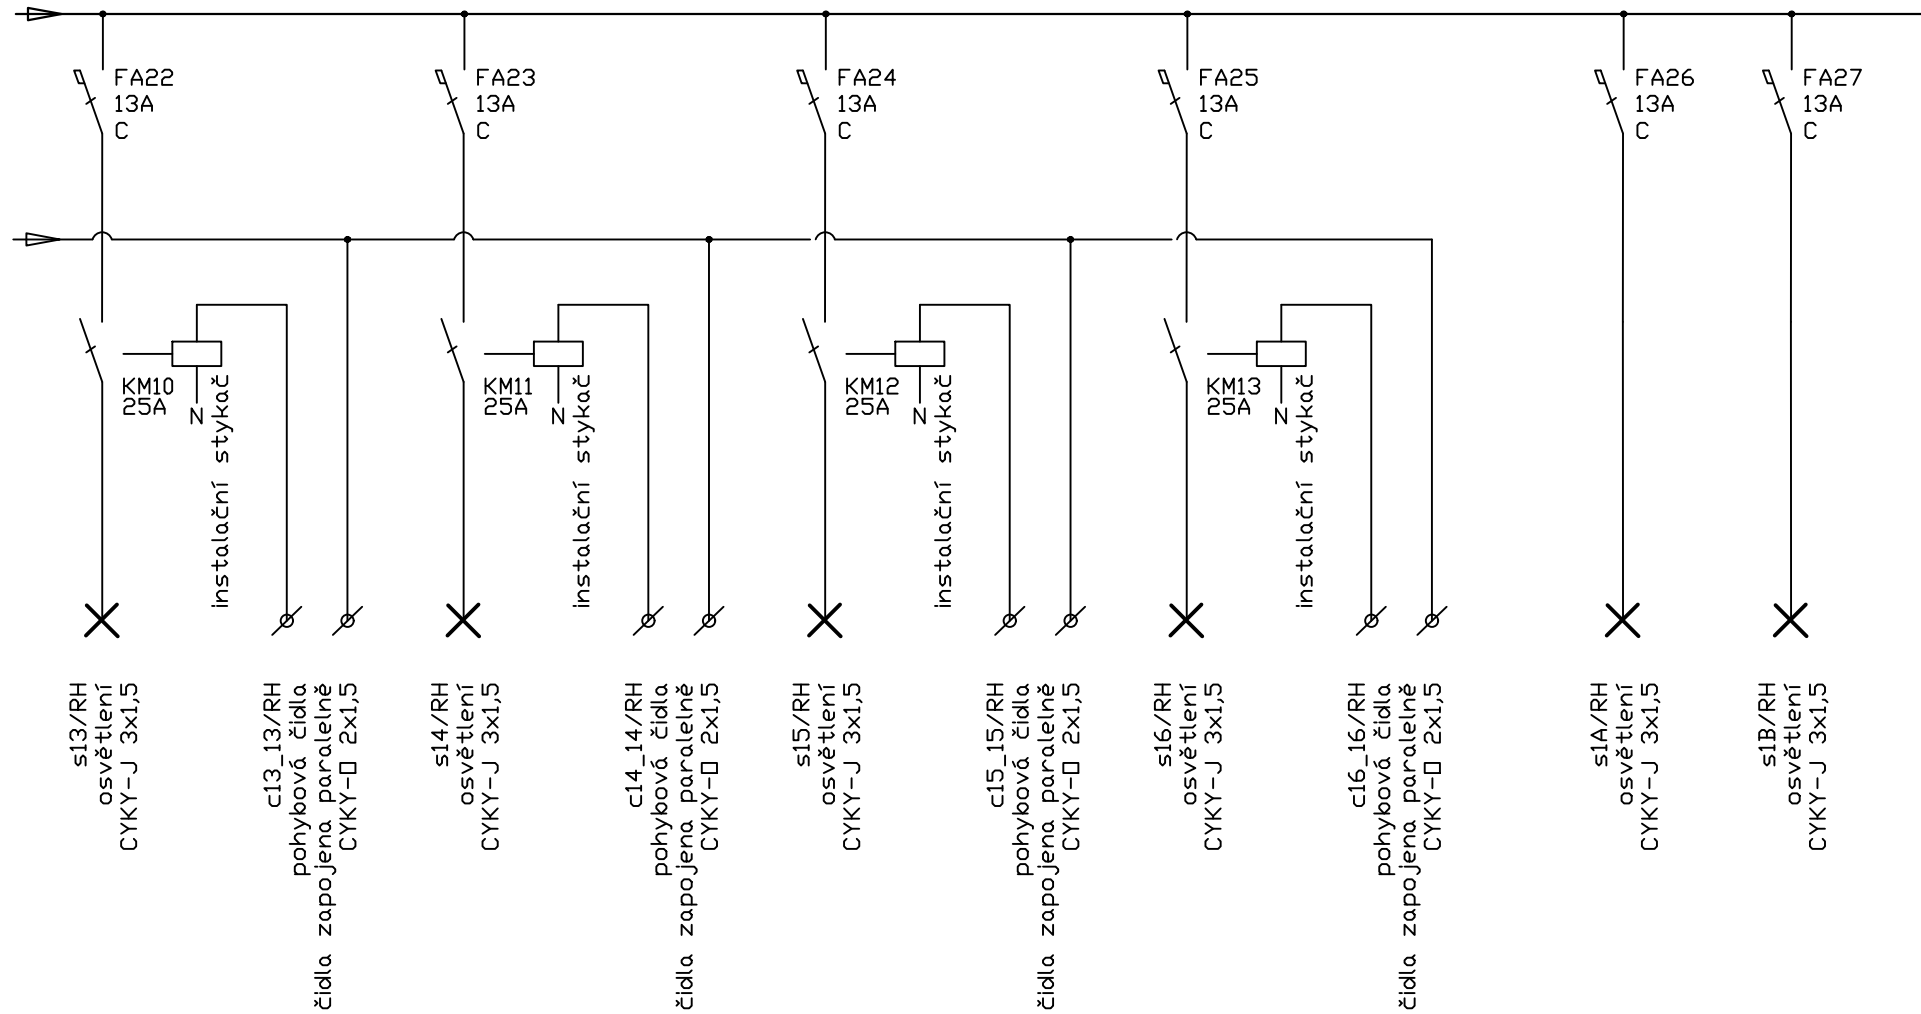 FA22
13A
C
FA23
13A
C
FA24
13A
C
FA25
13A
C
FA26
13A
C
FA27
13A
C
KM10
25A
N
instalační stykač
KM11
25A
N
instalační stykač
KM12
25A
N
instalační stykač
KM13
25A
N
instalační stykač
s13/RH
osvětlení
CYKY-J 3x1,5
c13_13/RH
pohybová čidla
čidla zapojena paralelně
CYKY-O 2x1,5
s14/RH
osvětlení
CYKY-J 3x1,5
c14_14/RH
pohybová čidla
čidla zapojena paralelně
CYKY-O 2x1,5
s15/RH
osvětlení
CYKY-J 3x1,5
c15_15/RH
pohybová čidla
čidla zapojena paralelně
CYKY-O 2x1,5
s16/RH
osvětlení
CYKY-J 3x1,5
c16_16/RH
pohybová čidla
čidla zapojena paralelně
CYKY-O 2x1,5
s1A/RH
osvětlení
CYKY-J 3x1,5
s1B/RH
osvětlení
CYKY-J 3x1,5